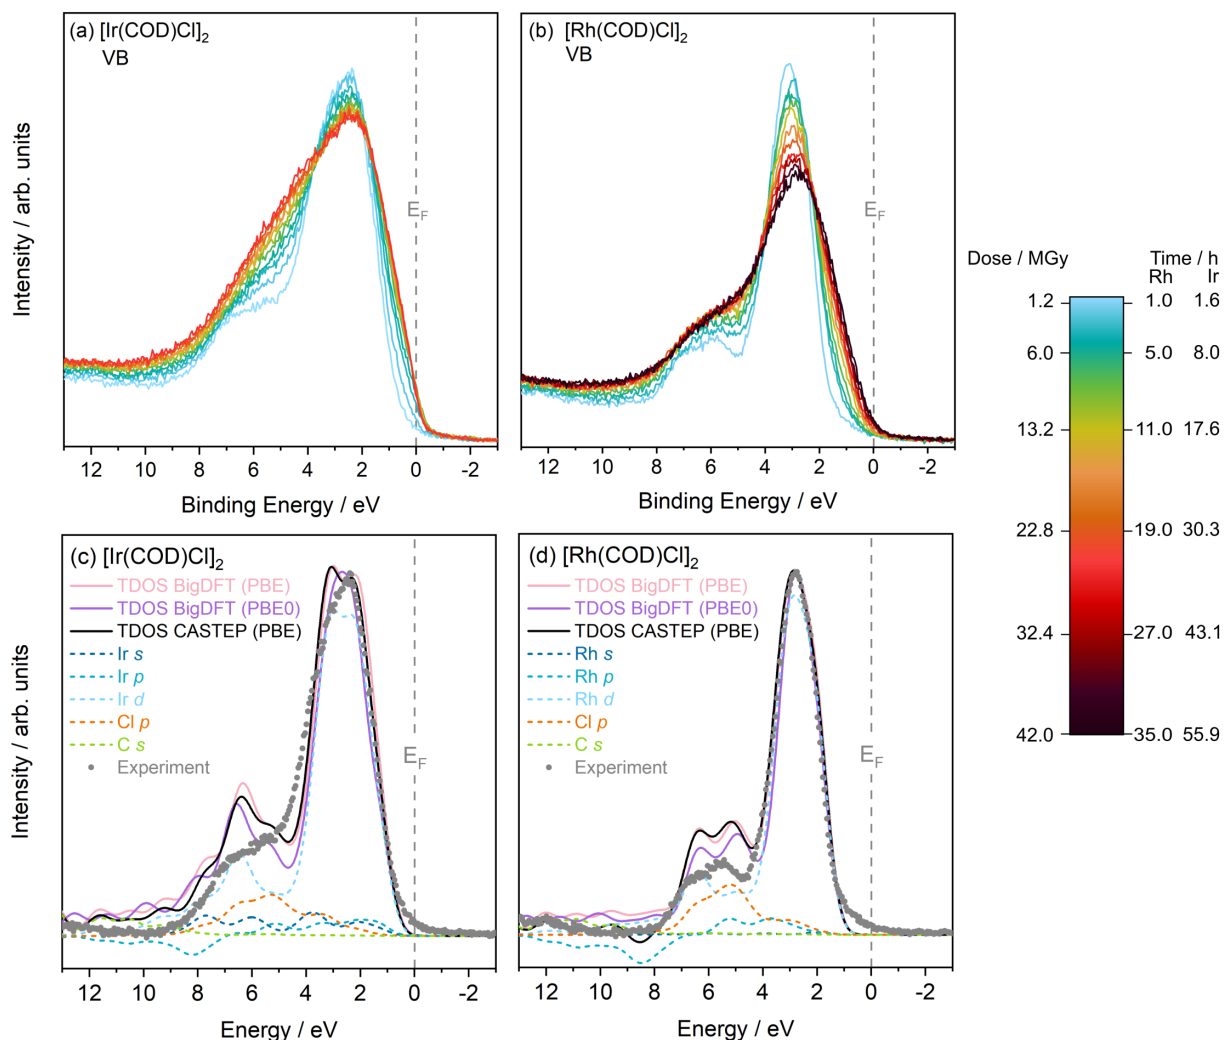 (a) [Ir(COD)Cl]2
VB
EF
Intensity / arb. units
12 10 8 6 4 2 0 -2
Binding Energy / eV
(b) [Rh(COD)Cl]2
VB
EF
12 10 8 6 4 2 0 -2
Binding Energy / eV
Dose / MGy Time / h
Rh Ir
1.2 1.0 1.6
6.0 5.0 8.0
13.2 11.0 17.6
22.8 19.0 30.3
32.4 27.0 43.1
42.0 35.0 55.9
(c) [Ir(COD)Cl]2
TDOS BigDFT (PBE)
TDOS BigDFT (PBE0)
TDOS CASTEP (PBE)
Ir s
Ir p
Ir d
Cl p
C s
Experiment
EF
Intensity / arb. units
12 10 8 6 4 2 0 -2
Energy / eV
(d) [Rh(COD)Cl]2
TDOS BigDFT (PBE)
TDOS BigDFT (PBE0)
TDOS CASTEP (PBE)
Rh s
Rh p
Rh d
Cl p
C s
Experiment
EF
12 10 8 6 4 2 0 -2
Energy / eV